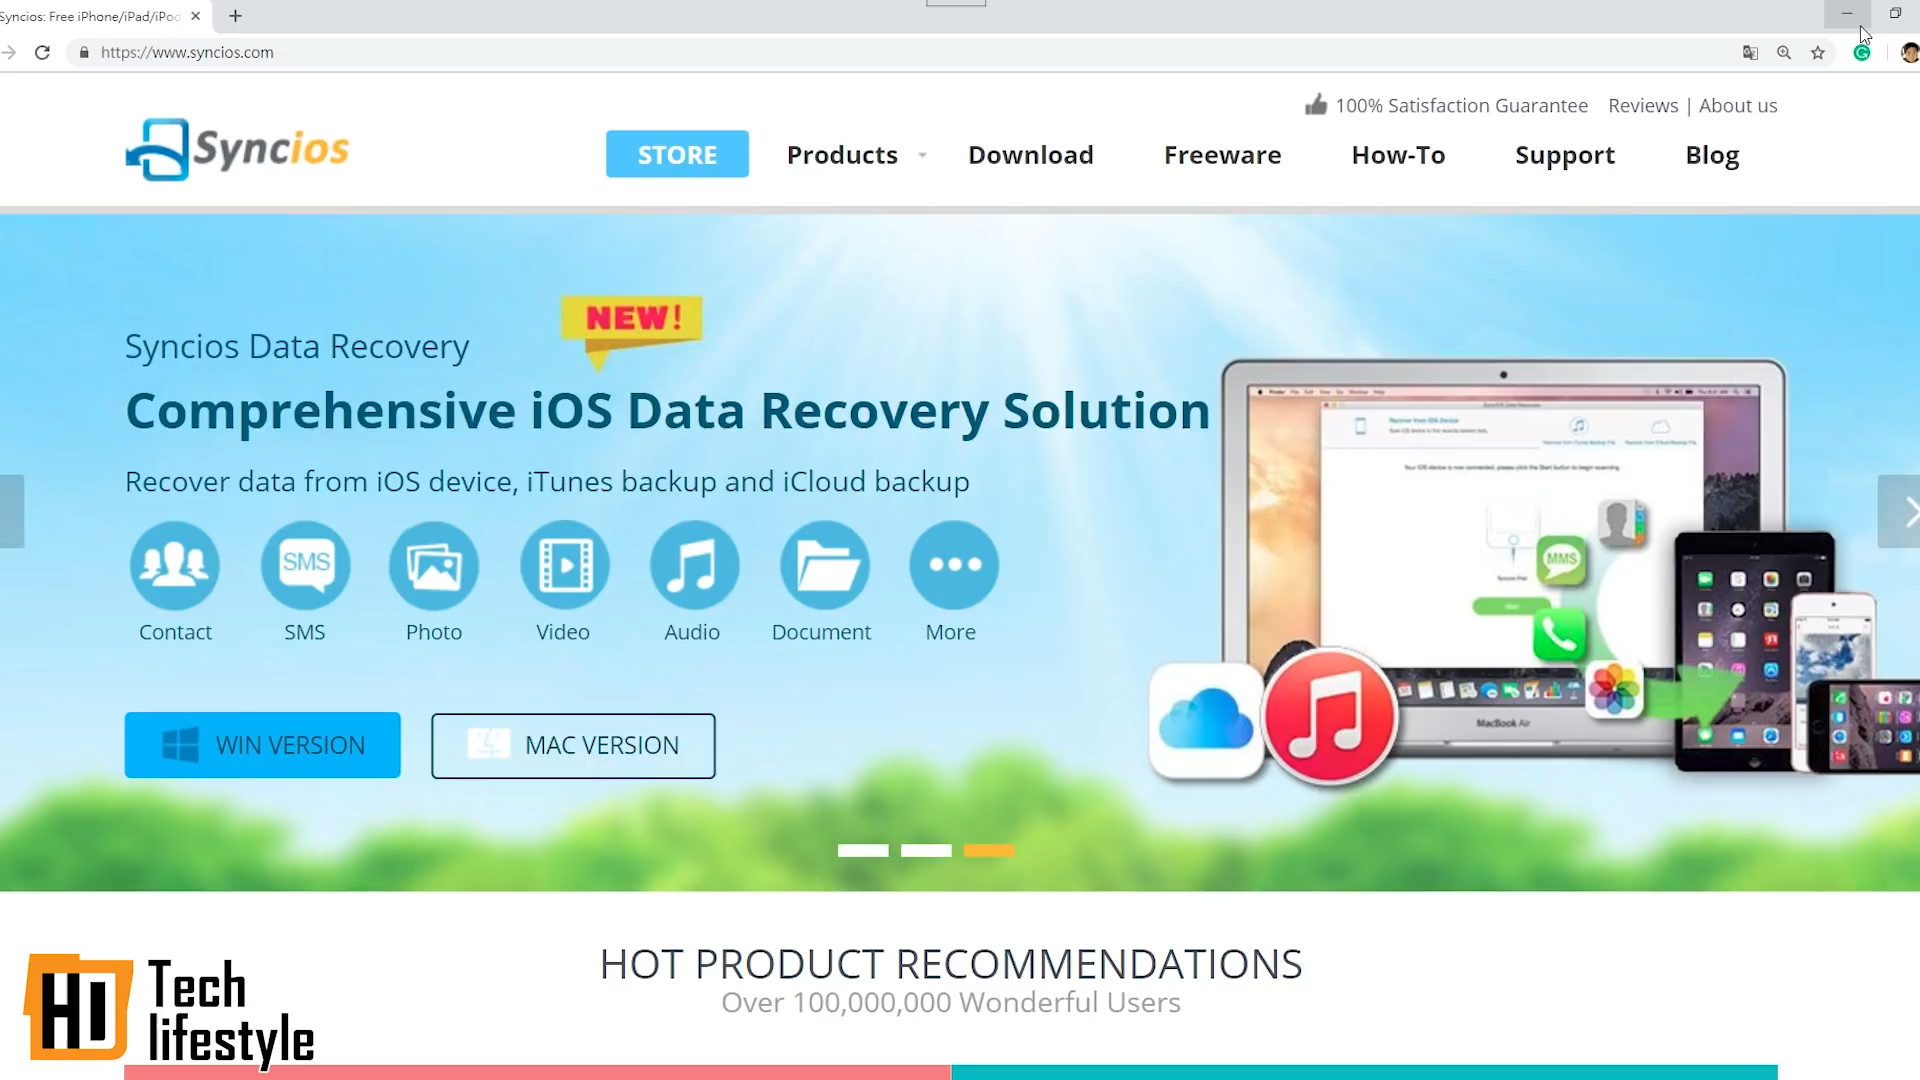 Syncios: Free iPhone/iPad/iPod
https://www.syncios.com
100% Satisfaction Guarantee Reviews | About us
Syncios
STORE Products Download Freeware How-To Support Blog
NEW!
Syncios Data Recovery
Comprehensive iOS Data Recovery Solution
Recover data from iOS device, iTunes backup and iCloud backup
SMS
Contact SMS Photo Video Audio Document More
MMS
MacBook Air
WIN VERSION MAC VERSION
HOT PRODUCT RECOMMENDATIONS
Over 100,000,000 Wonderful Users
HD Tech
lifestyle